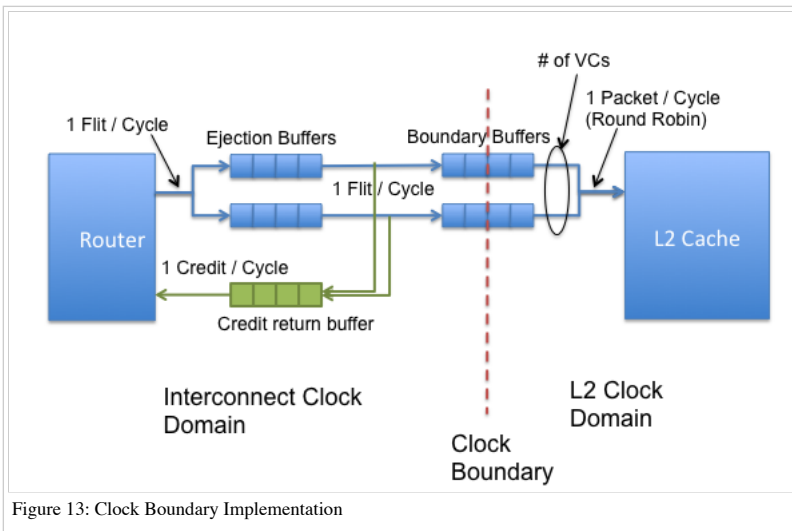 # of VCs
1 Packet / Cycle
(Round Robin)
1 Flit / Cycle
Ejection Buffers
Boundary Buffers
1 Flit / Cycle
Router
L2 Cache
1 Credit / Cycle
Credit return buffer
Interconnect Clock
Domain
L2 Clock
Domain
Clock
Boundary
Figure 13: Clock Boundary Implementation